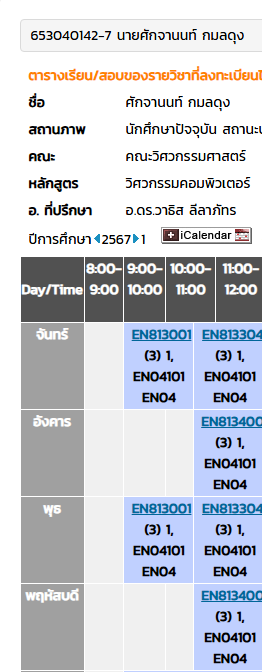 653040142-7 นายศักจานนท์ กมลดุง
ตารางเรียน/สอบของรายวิชาที่ลงทะเบียน
ชื่อ ศักจานนท์ กมลดุง
สถานภาพ นักศึกษาปัจจุบัน สถานะ
คณะ คณะวิศวกรรมศาสตร์
หลักสูตร วิศวกรรมคอมพิวเตอร์
อ. ที่ปรึกษา อ.ดร.วาธิส ลีลาภัทร
ปีการศึกษา 2567 1 iCalendar
Day/Time 8:00-9:00 9:00-10:00 10:00-11:00 11:00-12:00
จันทร์ EN813001 EN813304
(3) 1, (3) 1,
EN04101 EN04101
EN04 EN04
อังคาร EN813400
(3) 1,
EN04101
EN04
พุธ EN813001 EN813304
(3) 1, (3) 1,
EN04101 EN04101
EN04 EN04
พฤหัสบดี EN813400
(3) 1,
EN04101
EN04